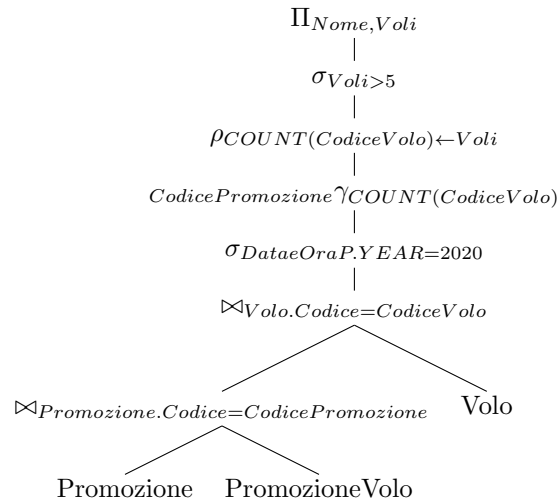 Π_{Nome,Voli}
σ_{Voli>5}
ρ_{COUNT(CodiceVolo)←Voli}
_{CodicePromozione}γ_{COUNT(CodiceVolo)}
σ_{DataeOraP.YEAR=2020}
⋈_{Volo.Codice=CodiceVolo}
⋈_{Promozione.Codice=CodicePromozione} Volo
Promozione PromozioneVolo